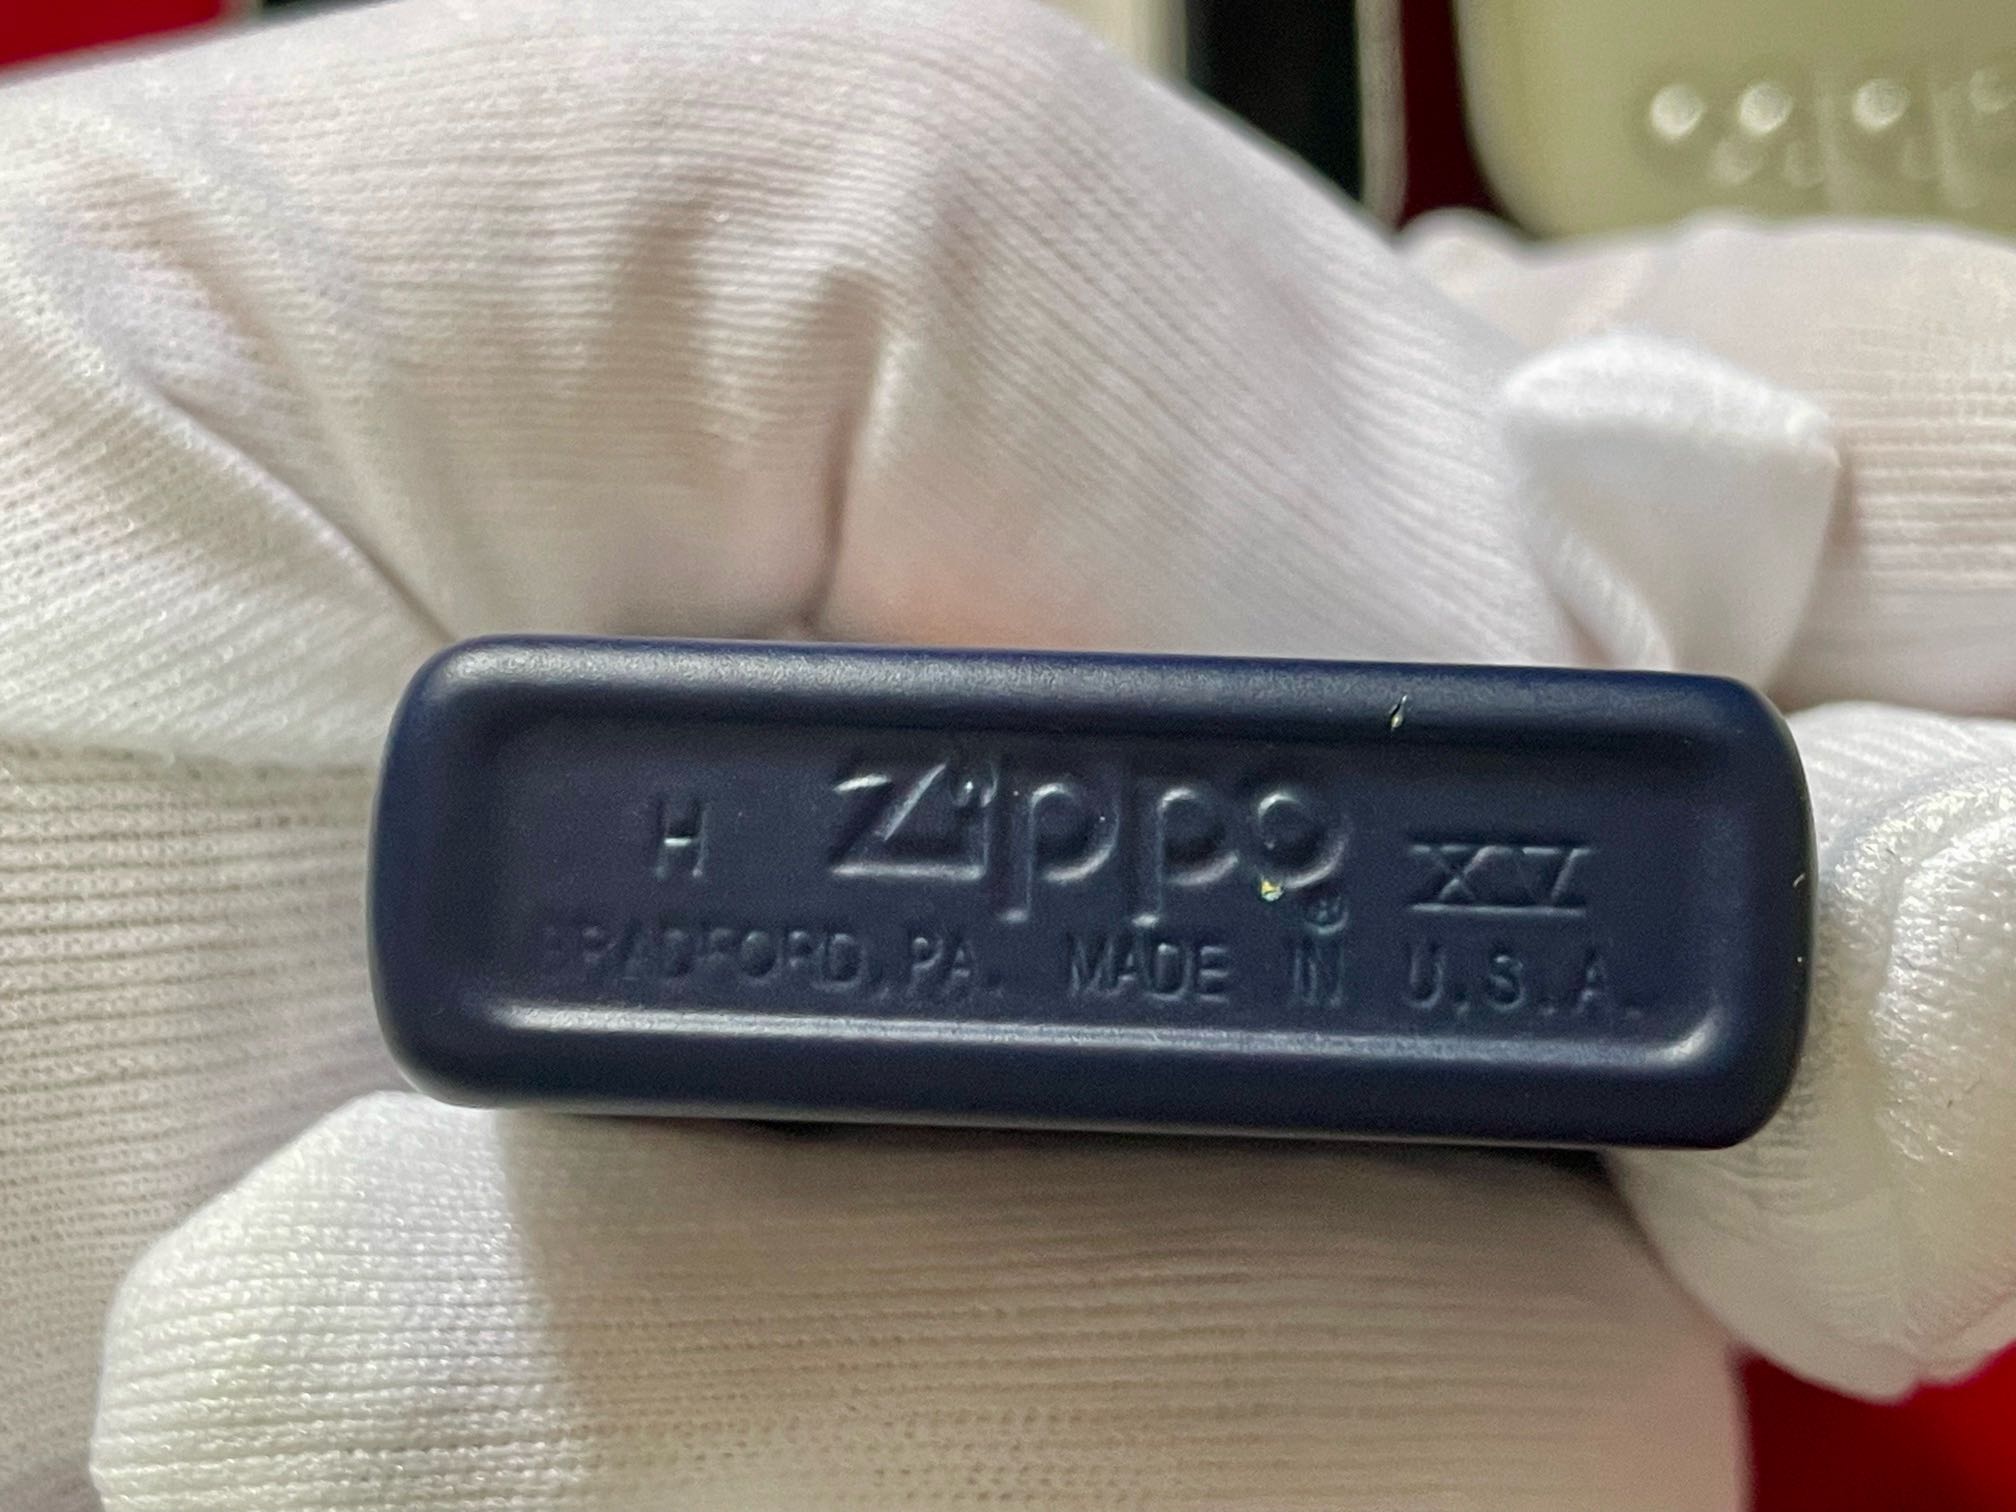 H Zippo® XV
BRADFORD, PA. MADE IN U.S.A.